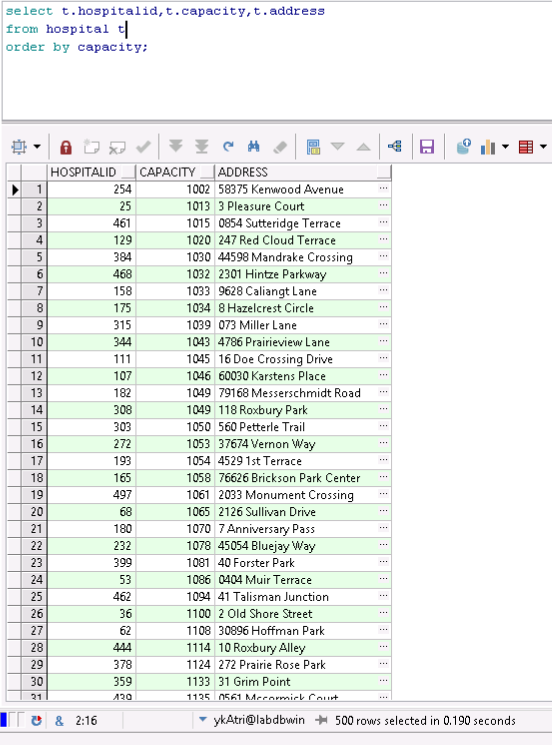 select t.hospitalid,t.capacity,t.address
from hospital t
order by capacity;
HOSPITALID CAPACITY ADDRESS
1 254 1002 58375 Kenwood Avenue ...
2 25 1013 3 Pleasure Court ...
3 461 1015 0854 Sutteridge Terrace ...
4 129 1020 247 Red Cloud Terrace ...
5 384 1030 44598 Mandrake Crossing ...
6 468 1032 2301 Hintze Parkway ...
7 158 1033 9628 Caliangt Lane ...
8 175 1034 8 Hazelcrest Circle ...
9 315 1039 073 Miller Lane ...
10 344 1043 4786 Prairieview Lane ...
11 111 1045 16 Doe Crossing Drive ...
12 107 1046 60030 Karstens Place ...
13 182 1049 79168 Messerschmidt Road ...
14 308 1049 118 Roxbury Park ...
15 303 1050 560 Petterle Trail ...
16 272 1053 37674 Vernon Way ...
17 193 1054 4529 1st Terrace ...
18 165 1058 76626 Brickson Park Center ...
19 497 1061 2033 Monument Crossing ...
20 68 1065 2126 Sullivan Drive ...
21 180 1070 7 Anniversary Pass ...
22 232 1078 45054 Bluejay Way ...
23 399 1081 40 Forster Park ...
24 53 1086 0404 Muir Terrace ...
25 462 1094 41 Talisman Junction ...
26 36 1100 2 Old Shore Street ...
27 62 1108 30896 Hoffman Park ...
28 444 1114 10 Roxbury Alley ...
29 378 1124 272 Prairie Rose Park ...
30 359 1133 31 Grim Point ...
31 439 1135 0561 Mccormick Court ...
& 2:16 ykAtri@labdbwin 500 rows selected in 0.190 seconds